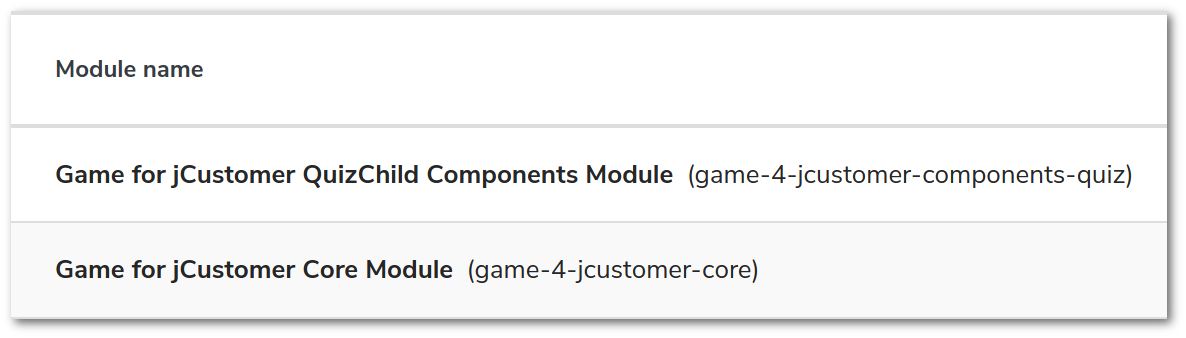 Module name
Game for jCustomer QuizChild Components Module (game-4-jcustomer-components-quiz)
Game for jCustomer Core Module (game-4-jcustomer-core)